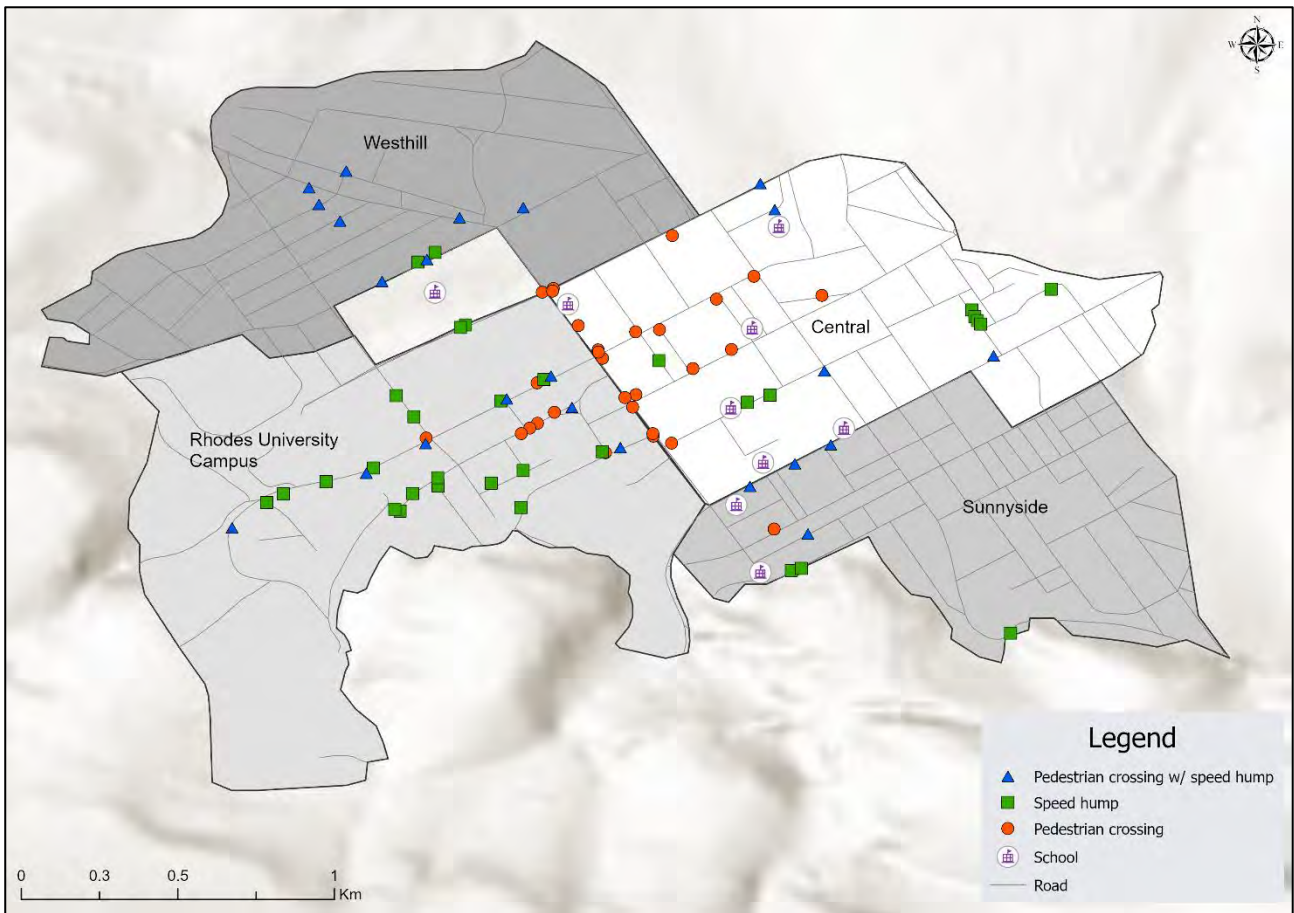 N
W E
S
Westhill
Central
Rhodes University
Campus
Sunnyside
Legend
Pedestrian crossing w/ speed hump
Speed hump
Pedestrian crossing
School
Road
0 0.3 0.5 1
Km